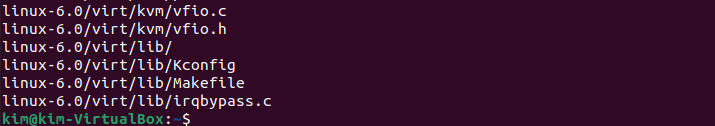 linux-6.0/virt/kvm/vfio.c
linux-6.0/virt/kvm/vfio.h
linux-6.0/virt/lib/
linux-6.0/virt/lib/Kconfig
linux-6.0/virt/lib/Makefile
linux-6.0/virt/lib/irqbypass.c
kim@kim-VirtualBox:~$